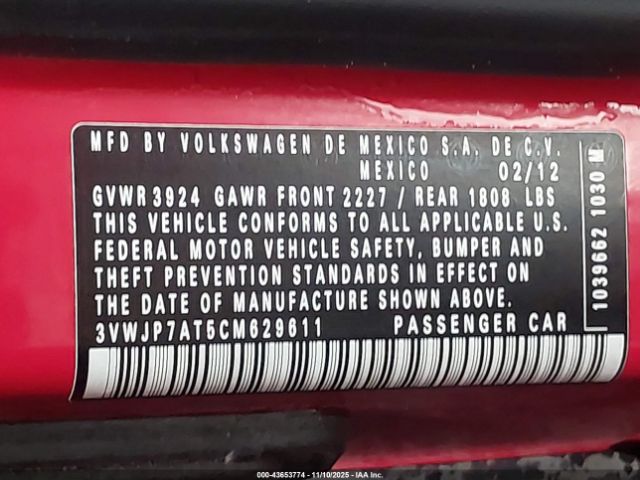 MFD BY VOLKSWAGEN DE MEXICO S.A. DE C.V.
MEXICO 02/12
GVWR 3924 GAWR FRONT 2227 / REAR 1808 LBS
THIS VEHICLE CONFORMS TO ALL APPLICABLE U.S.
FEDERAL MOTOR VEHICLE SAFETY, BUMPER AND
THEFT PREVENTION STANDARDS IN EFFECT ON
THE DATE OF MANUFACTURE SHOWN ABOVE.
3VWJP7AT5CM629611 PASSENGER CAR
1039662 1030 M
000-43653774 - 11/10/2025 - IAA Inc.